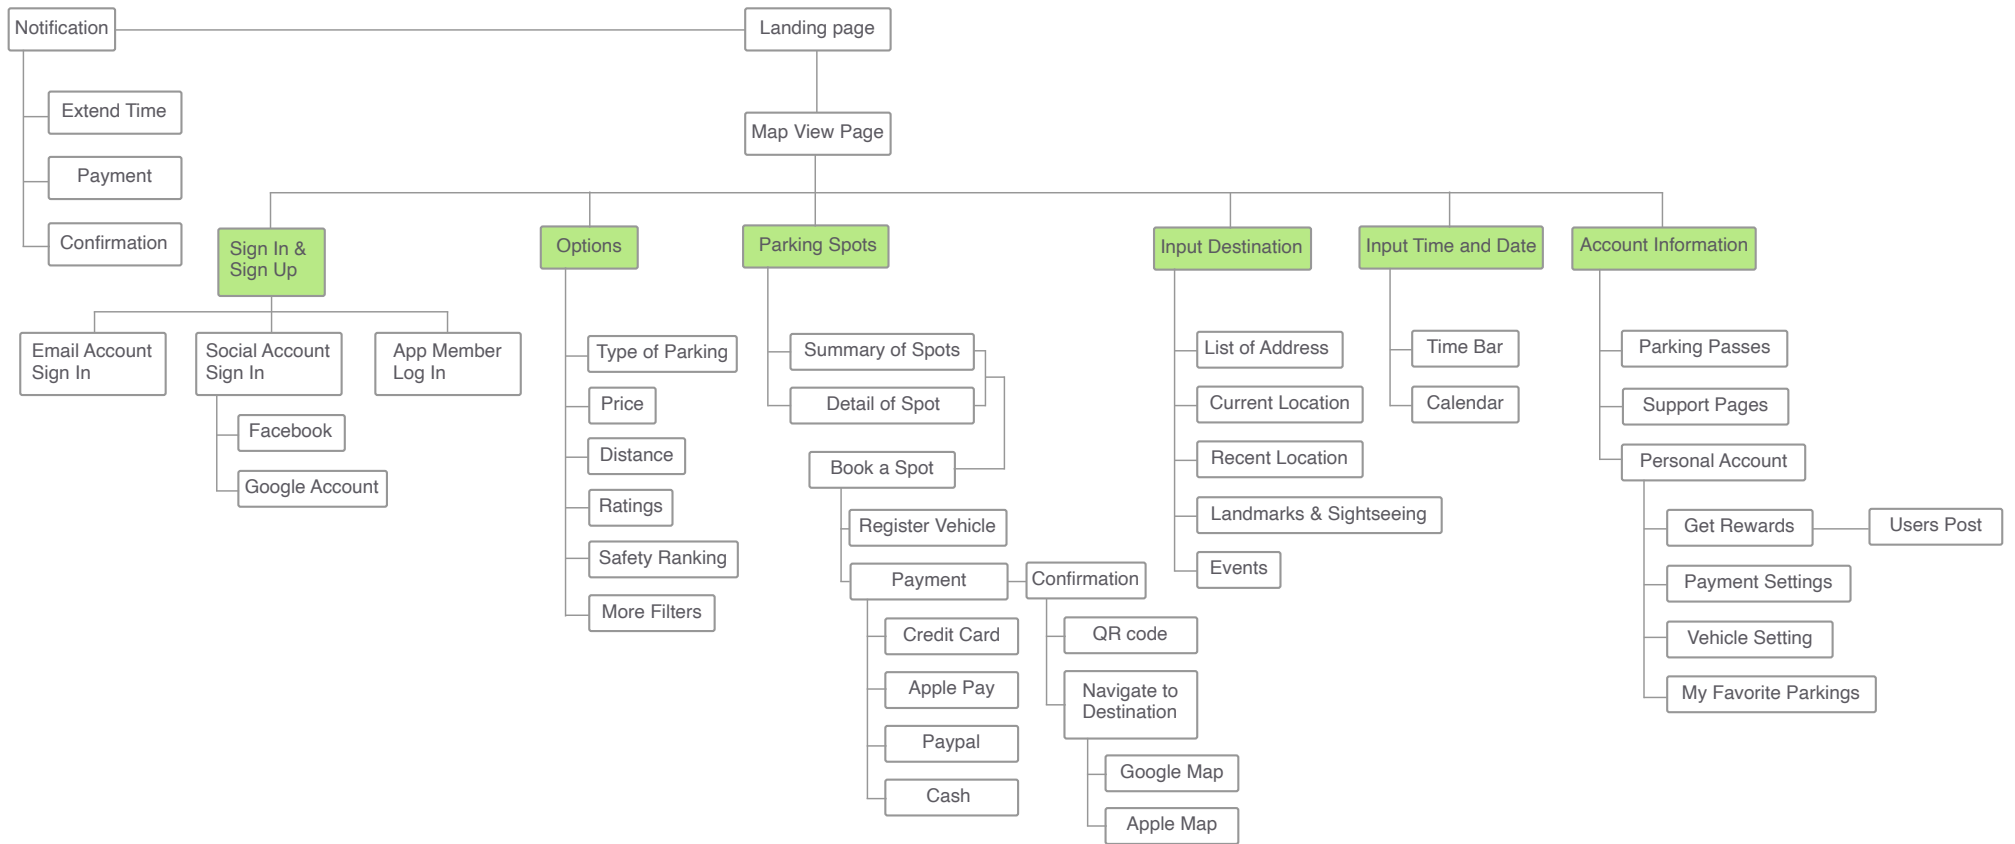 Notification
Landing page
Extend Time
Map View Page
Payment
Confirmation
Sign In &
Sign Up
Options
Parking Spots
Input Destination
Input Time and Date
Account Information
Email Account
Sign In
Social Account
Sign In
App Member
Log In
Facebook
Google Account
Type of Parking
Price
Distance
Ratings
Safety Ranking
More Filters
Summary of Spots
Detail of Spot
Book a Spot
Register Vehicle
Payment
Confirmation
Credit Card
Apple Pay
Paypal
Cash
QR code
Navigate to
Destination
Google Map
Apple Map
List of Address
Current Location
Recent Location
Landmarks & Sightseeing
Events
Time Bar
Calendar
Parking Passes
Support Pages
Personal Account
Get Rewards
Users Post
Payment Settings
Vehicle Setting
My Favorite Parkings